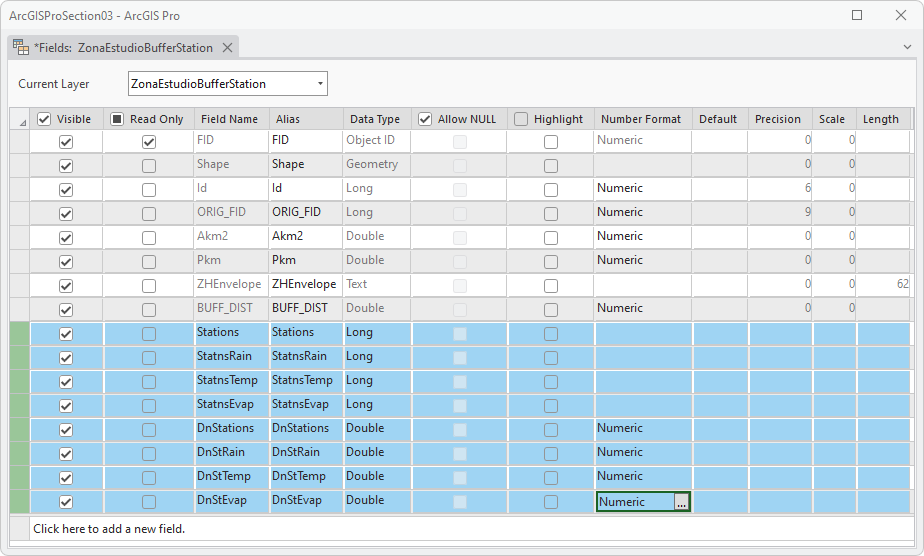 ArcGISProSection03 - ArcGIS Pro
*Fields: ZonaEstudioBufferStation
Current Layer ZonaEstudioBufferStation
Visible Read Only Field Name Alias Data Type Allow NULL Highlight Number Format Default Precision Scale Length
FID FID Object ID Numeric 0 0
Shape Shape Geometry 0 0
Id Id Long Numeric 6 0
ORIG_FID ORIG_FID Long Numeric 9 0
Akm2 Akm2 Double Numeric 0 0
Pkm Pkm Double Numeric 0 0
ZHEnvelope ZHEnvelope Text 0 0 62
BUFF_DIST BUFF_DIST Double Numeric 0 0
Stations Stations Long
StatnsRain StatnsRain Long
StatnsTemp StatnsTemp Long
StatnsEvap StatnsEvap Long
DnStations DnStations Double Numeric
DnStRain DnStRain Double Numeric
DnStTemp DnStTemp Double Numeric
DnStEvap DnStEvap Double Numeric ...
Click here to add a new field.